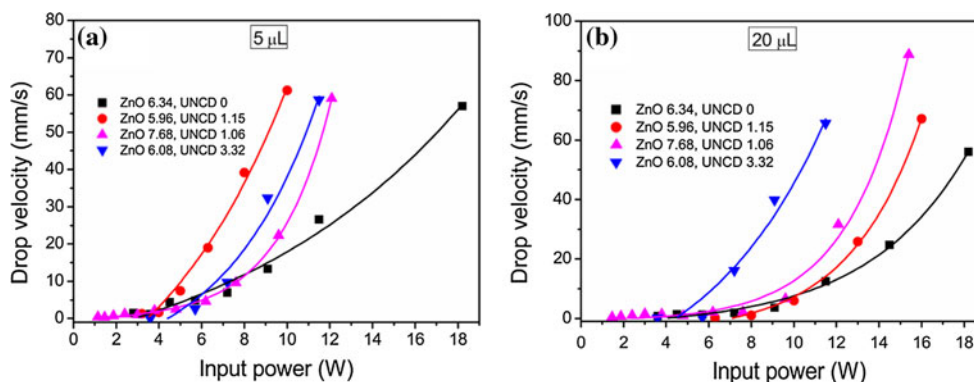 (a)
5 μL
ZnO 6.34, UNCD 0
ZnO 5.96, UNCD 1.15
ZnO 7.68, UNCD 1.06
ZnO 6.08, UNCD 3.32
Drop velocity (mm/s)
80
70
60
50
40
30
20
10
0
0 2 4 6 8 10 12 14 16 18
Input power (W)
(b)
20 μL
ZnO 6.34, UNCD 0
ZnO 5.96, UNCD 1.15
ZnO 7.68, UNCD 1.06
ZnO 6.08, UNCD 3.32
Drop velocity (mm/s)
100
80
60
40
20
0
0 2 4 6 8 10 12 14 16 18
Input power (W)